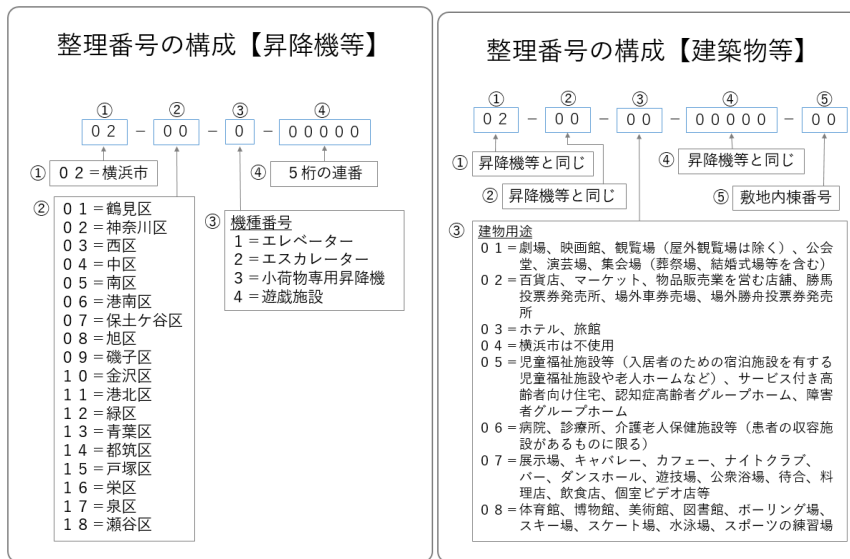 整理番号の構成【昇降機等】
① ② ③ ④
０２－００－０－０００００
① ０２＝横浜市
④ ５桁の連番
②
０１＝鶴見区
０２＝神奈川区
０３＝西区
０４＝中区
０５＝南区
０６＝港南区
０７＝保土ケ谷区
０８＝旭区
０９＝磯子区
１０＝金沢区
１１＝港北区
１２＝緑区
１３＝青葉区
１４＝都筑区
１５＝戸塚区
１６＝栄区
１７＝泉区
１８＝瀬谷区
③ 機種番号
１＝エレベーター
２＝エスカレーター
３＝小荷物専用昇降機
４＝遊戯施設
整理番号の構成【建築物等】
① ② ③ ④ ⑤
０２－００－００－０００００－００
① 昇降機等と同じ
④ 昇降機等と同じ
② 昇降機等と同じ
⑤ 敷地内棟番号
③ 建物用途
０１＝劇場、映画館、観覧場（屋外観覧場は除く）、公会
堂、演芸場、集会場（葬祭場、結婚式場等を含む）
０２＝百貨店、マーケット、物品販売業を営む店舗、勝馬
投票券発売所、場外車券売場、場外勝舟投票券発売
所
０３＝ホテル、旅館
０４＝横浜市は不使用
０５＝児童福祉施設等（入居者のための宿泊施設を有する
児童福祉施設や老人ホームなど）、サービス付き高
齢者向け住宅、認知症高齢者グループホーム、障害
者グループホーム
０６＝病院、診療所、介護老人保健施設等（患者の収容施
設があるものに限る）
０７＝展示場、キャバレー、カフェー、ナイトクラブ、
バー、ダンスホール、遊技場、公衆浴場、待合、料
理店、飲食店、個室ビデオ店等
０８＝体育館、博物館、美術館、図書館、ボーリング場、
スキー場、スケート場、水泳場、スポーツの練習場